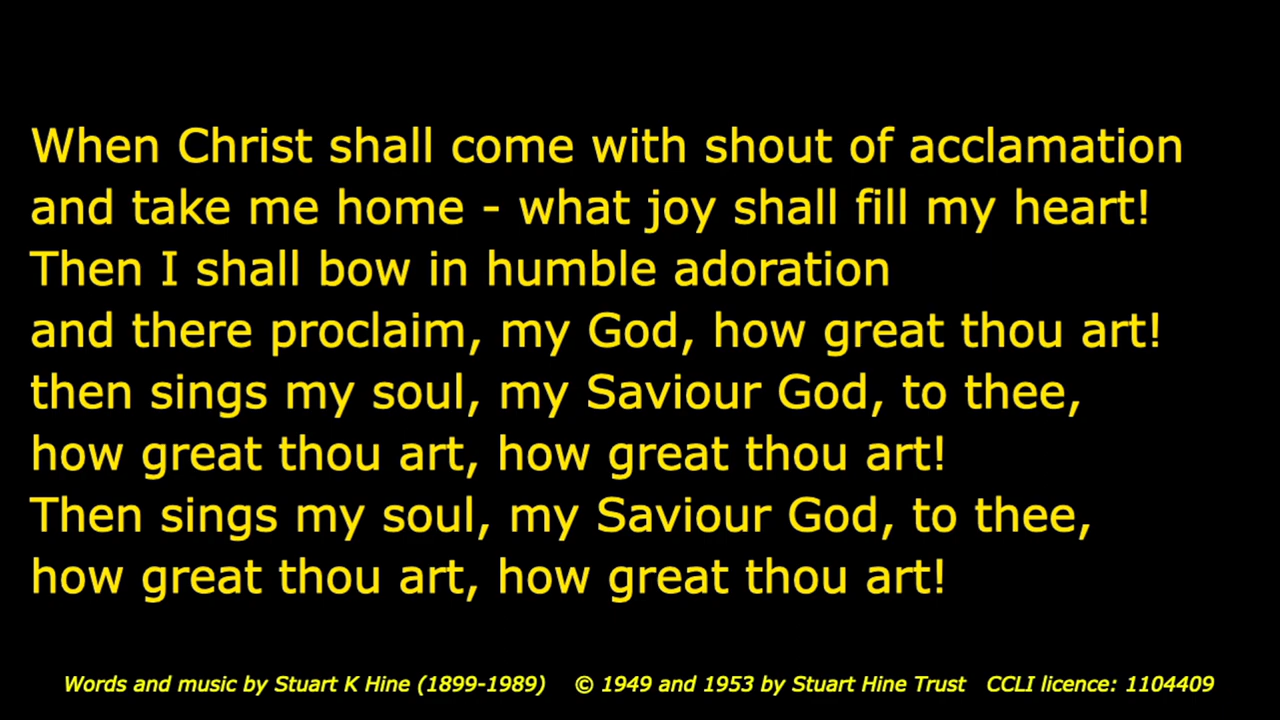 When Christ shall come with shout of acclamation
and take me home - what joy shall fill my heart!
Then I shall bow in humble adoration
and there proclaim, my God, how great thou art!
then sings my soul, my Saviour God, to thee,
how great thou art, how great thou art!
Then sings my soul, my Saviour God, to thee,
how great thou art, how great thou art!
Words and music by Stuart K Hine (1899-1989) © 1949 and 1953 by Stuart Hine Trust CCLI licence: 1104409